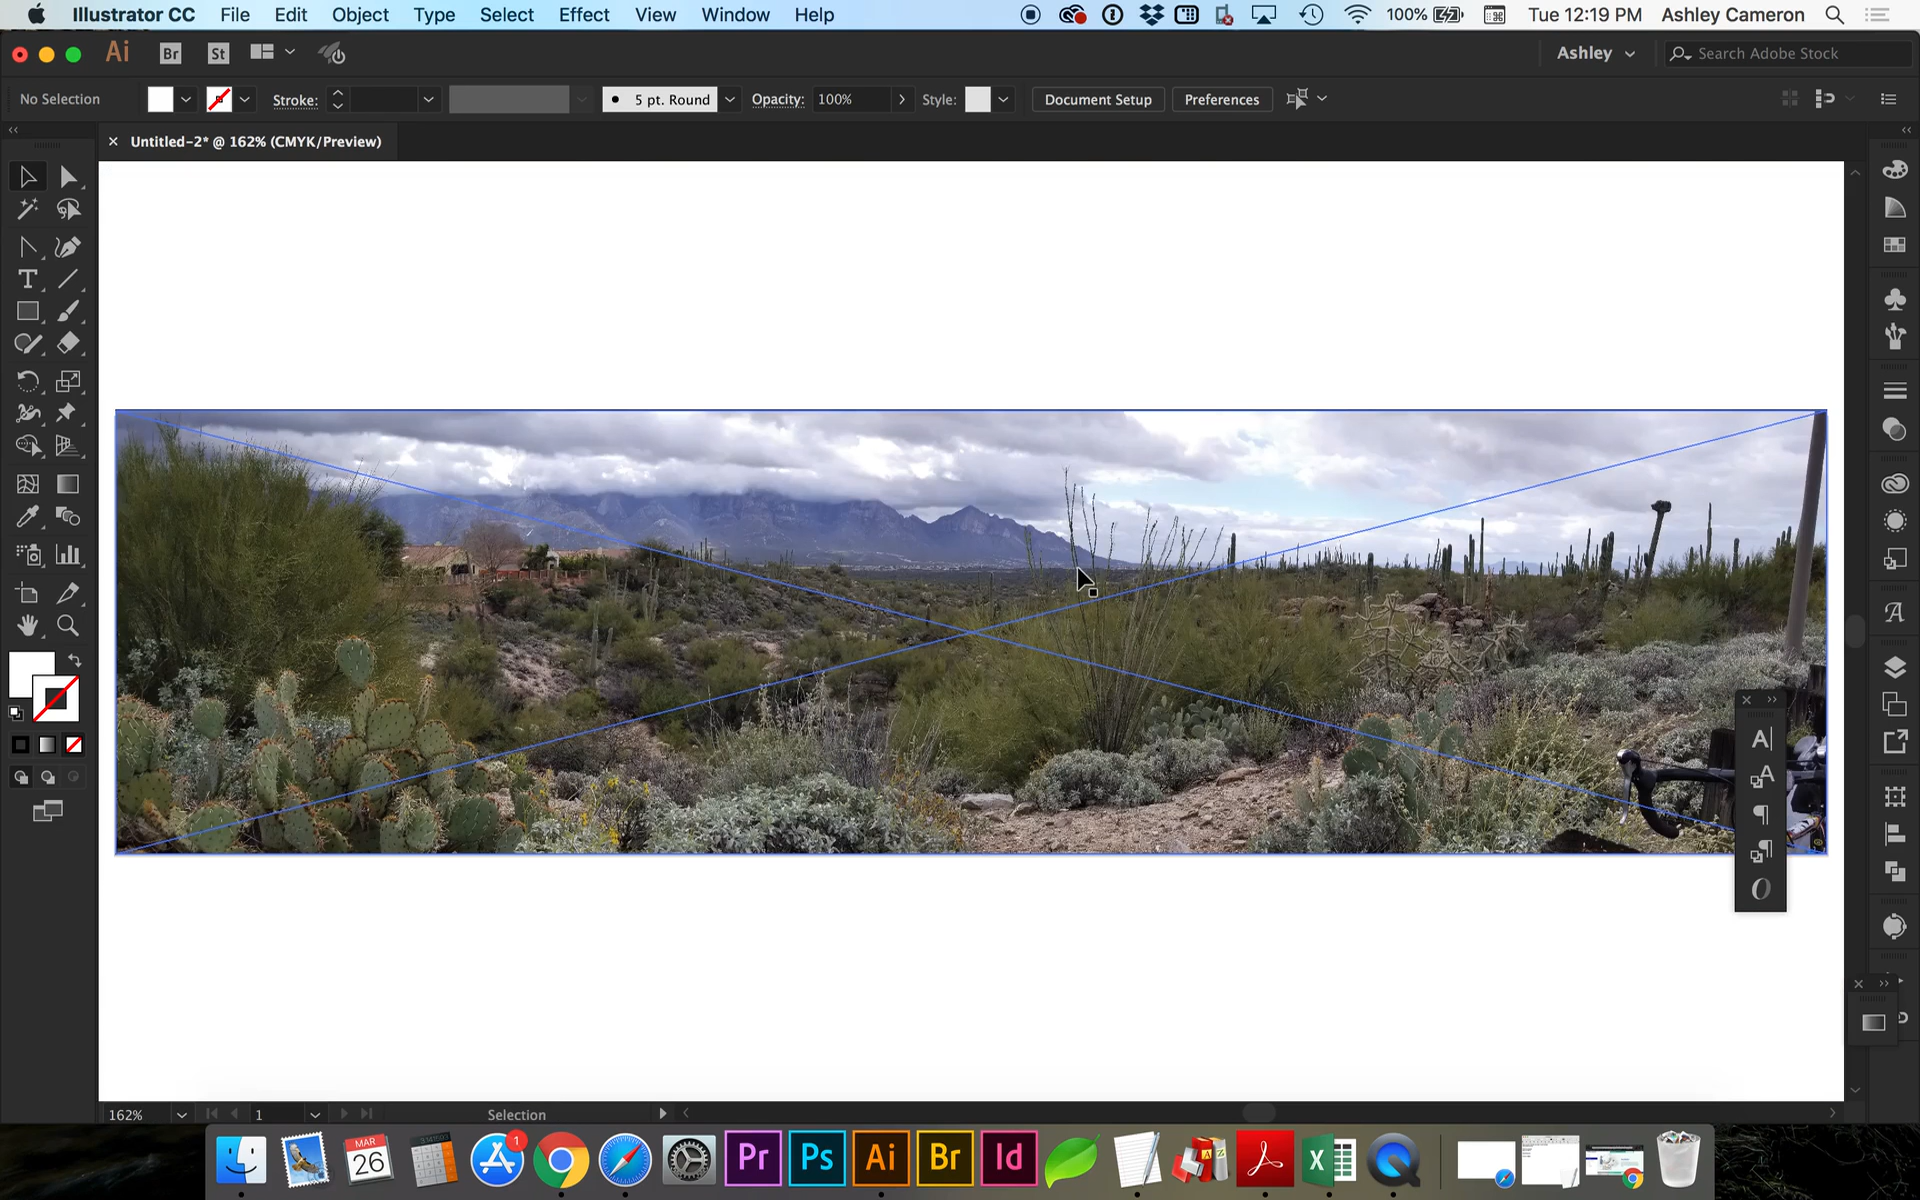 Illustrator CC File Edit Object Type Select Effect View Window Help 100% Tue 12:19 PM Ashley Cameron
Ai Br St Ashley Search Adobe Stock
No Selection Stroke: 5 pt. Round Opacity: 100% Style: Document Setup Preferences
× Untitled-2* @ 162% (CMYK/Preview)
T
A
A
A
O
162% 1 Selection
MAR
26
1
Pr Ps Ai Br Id
A Z
X